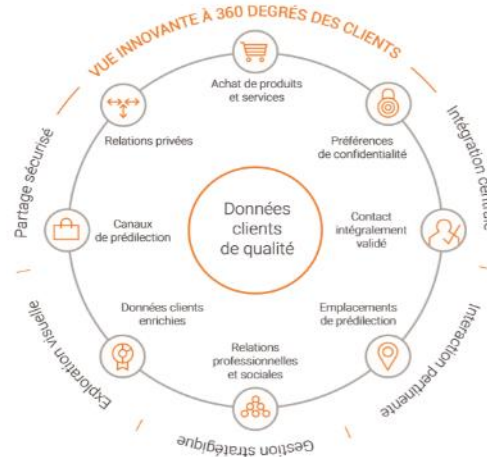 VUE INNOVANTE À 360 DEGRÉS DES CLIENTS
Achat de produits
et services
Préférences
de confidentialité
Contact
intégralement
validé
Emplacements
de prédilection
Relations
professionnelles
et sociales
Données clients
enrichies
Canaux
de prédilection
Relations privées
Données
clients
de qualité
Intégration centrale
Interaction pertinente
Gestion stratégique
Exploration visuelle
Partage sécurisé